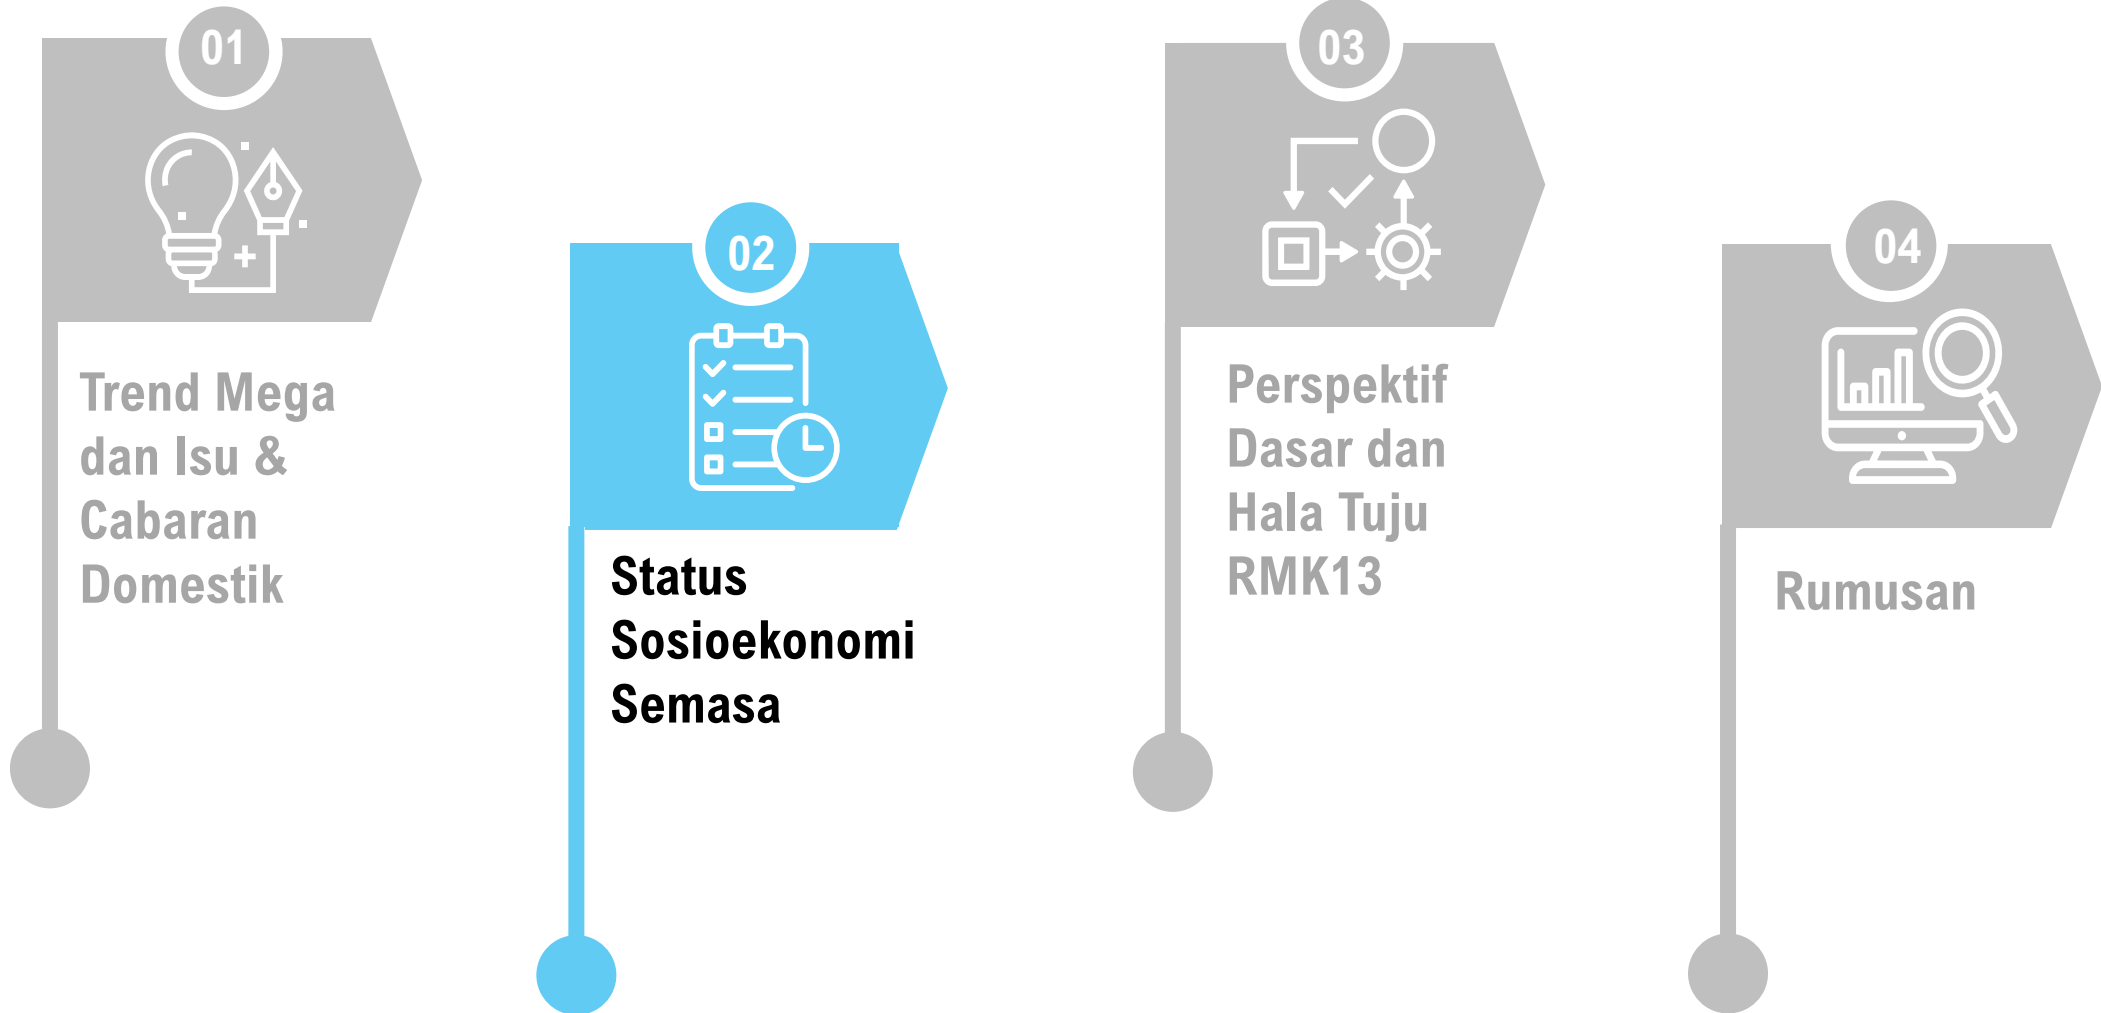 01
Trend Mega
dan Isu &
Cabaran
Domestik
02
Status
Sosioekonomi
Semasa
03
Perspektif
Dasar dan
Hala Tuju
RMK13
04
Rumusan